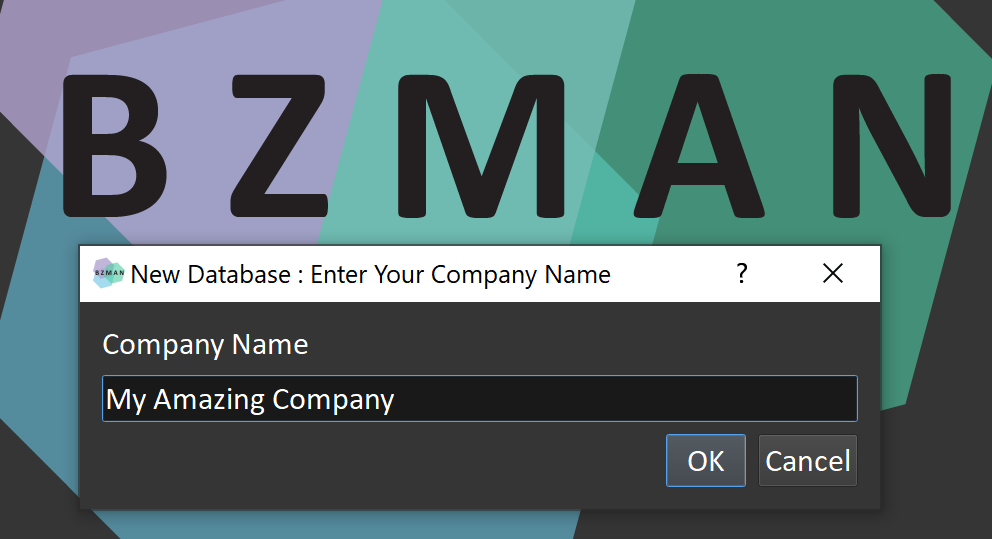 BZMAN
BZMAN New Database : Enter Your Company Name ?
Company Name
My Amazing Company
OK Cancel